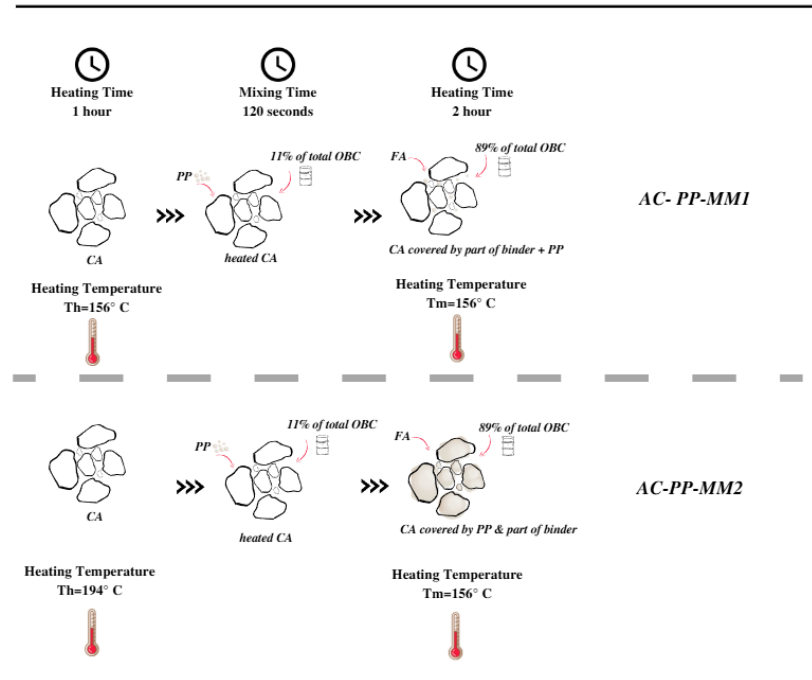 Heating Time
1 hour
Mixing Time
120 seconds
Heating Time
2 hour
PP
11% of total OBC
FA
89% of total OBC
AC- PP-MM1
CA
heated CA
CA covered by part of binder + PP
Heating Temperature
Th=156° C
Heating Temperature
Tm=156° C
PP
11% of total OBC
FA
89% of total OBC
AC-PP-MM2
CA
heated CA
CA covered by PP & part of binder
Heating Temperature
Th=194° C
Heating Temperature
Tm=156° C